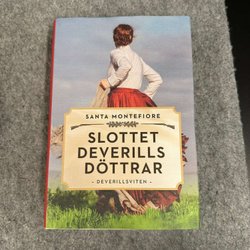 SANTA MONTEFIORE
SLOTTET
DEVERILLS
DÖTTRAR
- DEVERILLSVITEN -